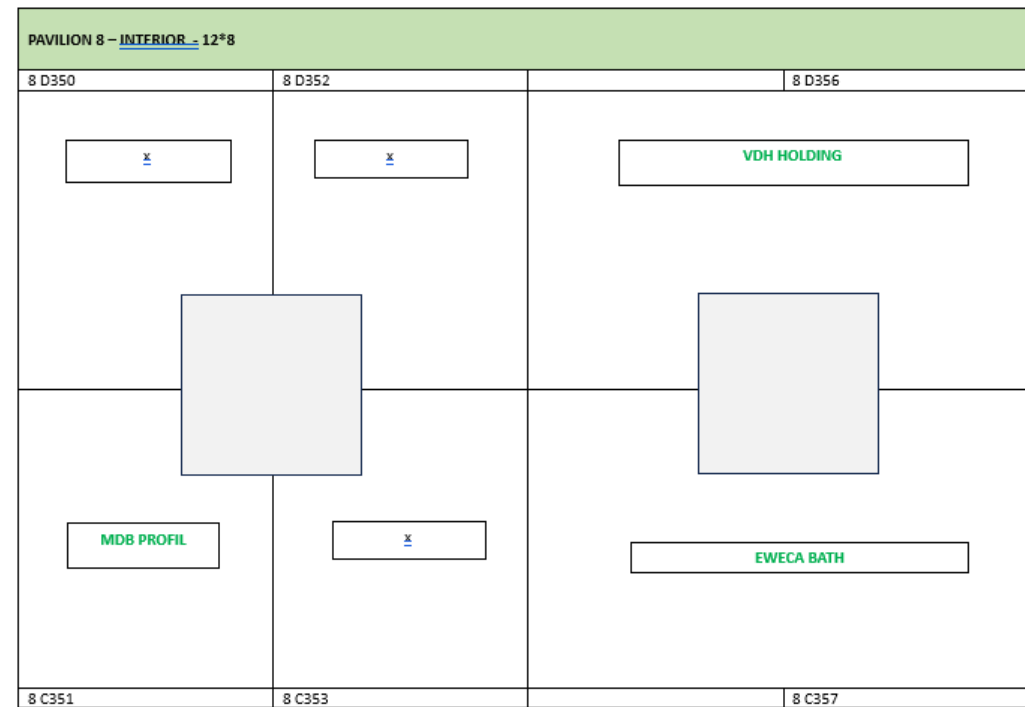 PAVILION 8 – INTERIOR - 12*8
8 D350
8 D352
8 D356
x
x
VDH HOLDING
MDB PROFIL
x
EWECA BATH
8 C351
8 C353
8 C357